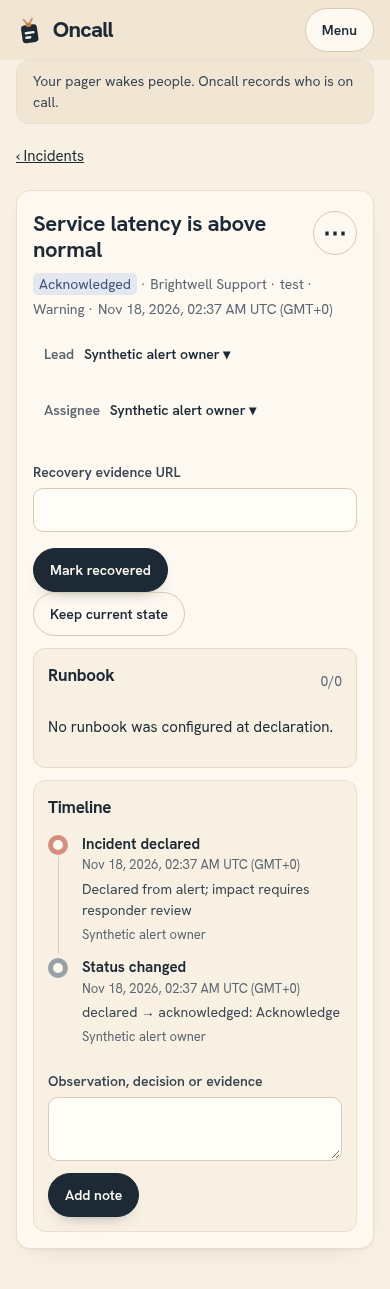 Oncall
Menu
Your pager wakes people. Oncall records who is on
call.
‹ Incidents
Service latency is above
normal
...
Acknowledged · Brightwell Support · test ·
Warning · Nov 18, 2026, 02:37 AM UTC (GMT+0)
Lead Synthetic alert owner ▾
Assignee Synthetic alert owner ▾
Recovery evidence URL
Mark recovered
Keep current state
Runbook
0/0
No runbook was configured at declaration.
Timeline
Incident declared
Nov 18, 2026, 02:37 AM UTC (GMT+0)
Declared from alert; impact requires
responder review
Synthetic alert owner
Status changed
Nov 18, 2026, 02:37 AM UTC (GMT+0)
declared → acknowledged: Acknowledge
Synthetic alert owner
Observation, decision or evidence
Add note